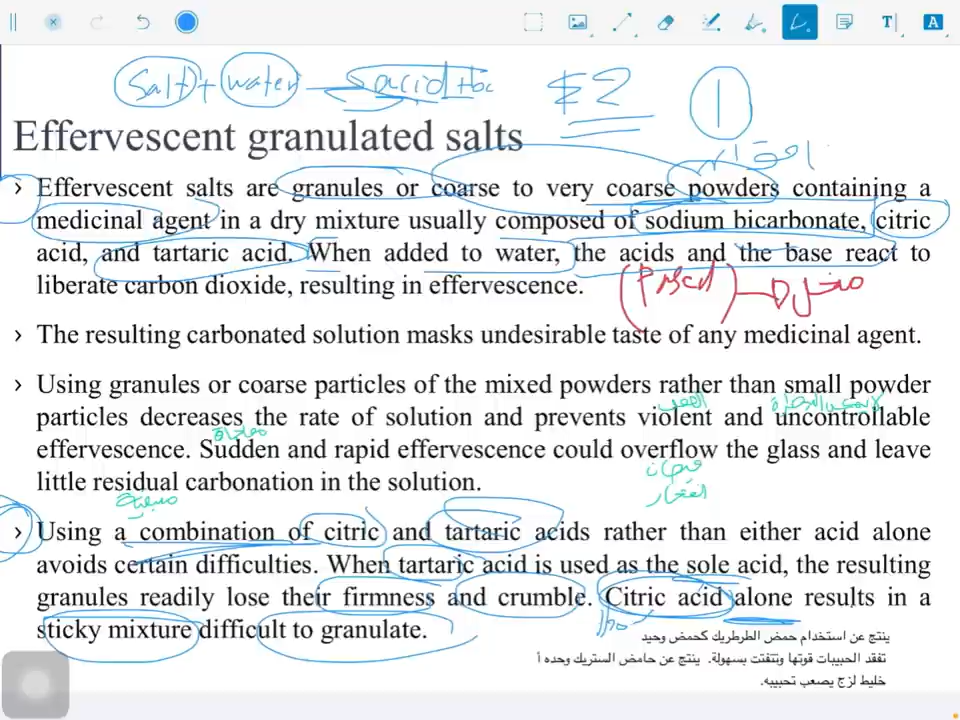 T A
Salt + water acid + bc
1
Effervescent granulated salts
› Effervescent salts are granules or coarse to very coarse powders containing a
medicinal agent in a dry mixture usually composed of sodium bicarbonate, citric
acid, and tartaric acid. When added to water, the acids and the base react to
liberate carbon dioxide, resulting in effervescence.
› The resulting carbonated solution masks undesirable taste of any medicinal agent.
› Using granules or coarse particles of the mixed powders rather than small powder
particles decreases the rate of solution and prevents violent and uncontrollable
effervescence. Sudden and rapid effervescence could overflow the glass and leave
little residual carbonation in the solution.
› Using a combination of citric and tartaric acids rather than either acid alone
avoids certain difficulties. When tartaric acid is used as the sole acid, the resulting
granules readily lose their firmness and crumble. Citric acid alone results in a
sticky mixture difficult to granulate.
ينتج عن استخدام حمض الطرطريك كحمض وحيد
تفقد الحبيبات قوتها وتتفتت بسهولة. ينتج عن حامض الستريك وحده أ
خليط لزج يصعب تحبيبه.